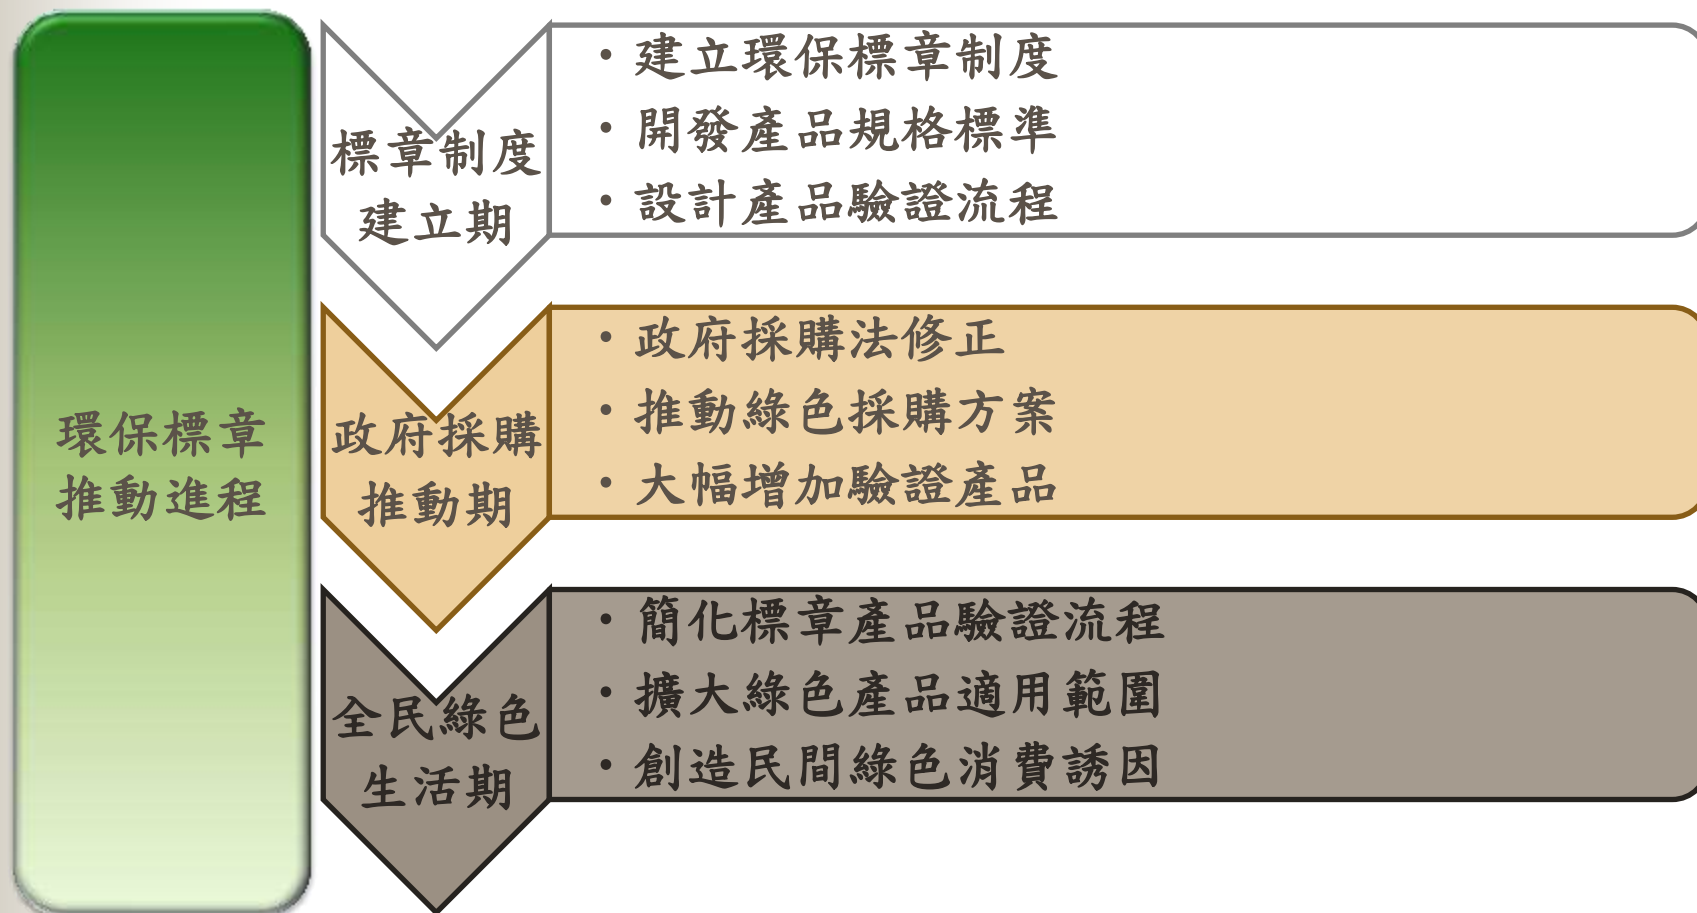 環保標章
推動進程
標章制度
建立期
・建立環保標章制度
・開發產品規格標準
・設計產品驗證流程
政府採購
推動期
・政府採購法修正
・推動綠色採購方案
・大幅增加驗證產品
全民綠色
生活期
・簡化標章產品驗證流程
・擴大綠色產品適用範圍
・創造民間綠色消費誘因